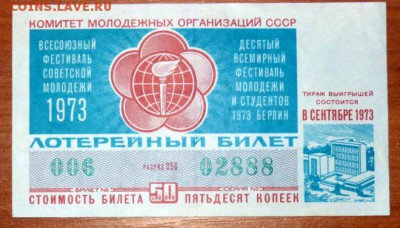 COINS.LAVE.RU
КОМИТЕТ МОЛОДЕЖНЫХ ОРГАНИЗАЦИЙ СССР
ВСЕСОЮЗНЫЙ
ФЕСТИВАЛЬ
СОВЕТСКОЙ
МОЛОДЕЖИ
1973
ДЕСЯТЫЙ
ВСЕМИРНЫЙ
ФЕСТИВАЛЬ
МОЛОДЕЖИ
И СТУДЕНТОВ
1973 БЕРЛИН
ТИРАЖ ВЫИГРЫШЕЙ
СОСТОИТСЯ
В СЕНТЯБРЕ 1973
ЛОТЕРЕЙНЫЙ БИЛЕТ
006 РАЗРЯД 056 02888
БИЛЕТ № 50 СЕРИЯ №
СТОИМОСТЬ БИЛЕТА КОП ПЯТЬДЕСЯТ КОПЕЕК